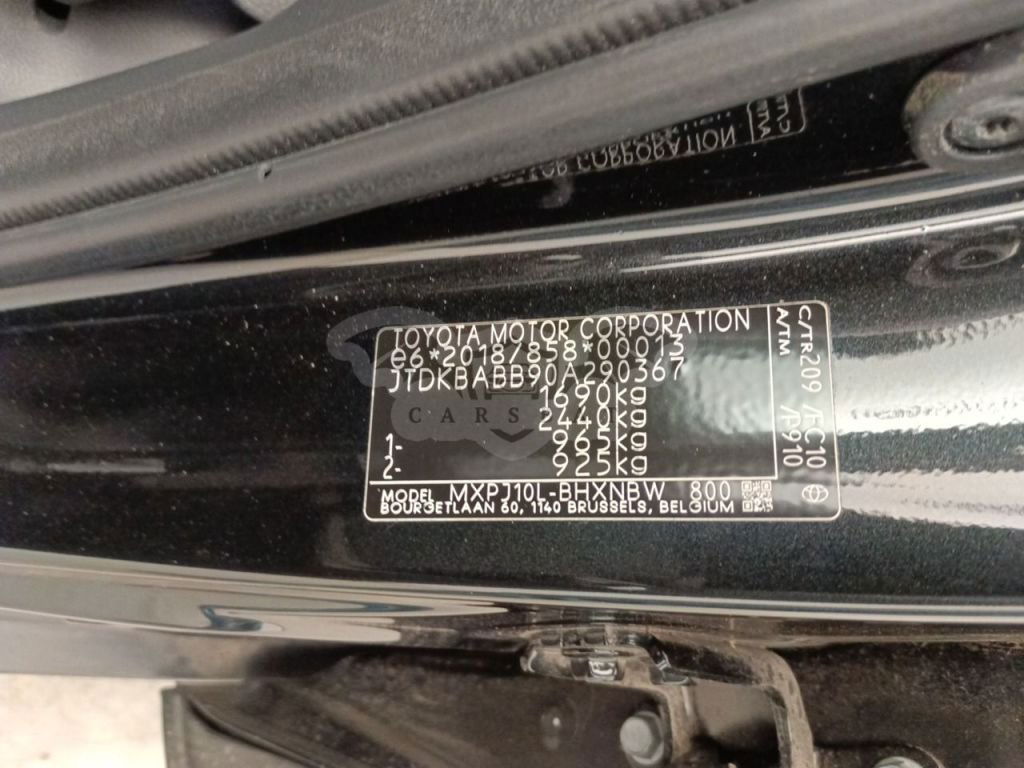 TOYOTA MOTOR CORPORATION
e6*2018/858*00013
JTDKBABB90A290367
1690kg
2440kg
1- 965kg
2- 925kg
MODEL MXPJ10L-BHXNBW 800
BOURGETLAAN 60, 1140 BRUSSELS, BELGIUM
C/TR209 /FC10
A/TM /P910
CARS